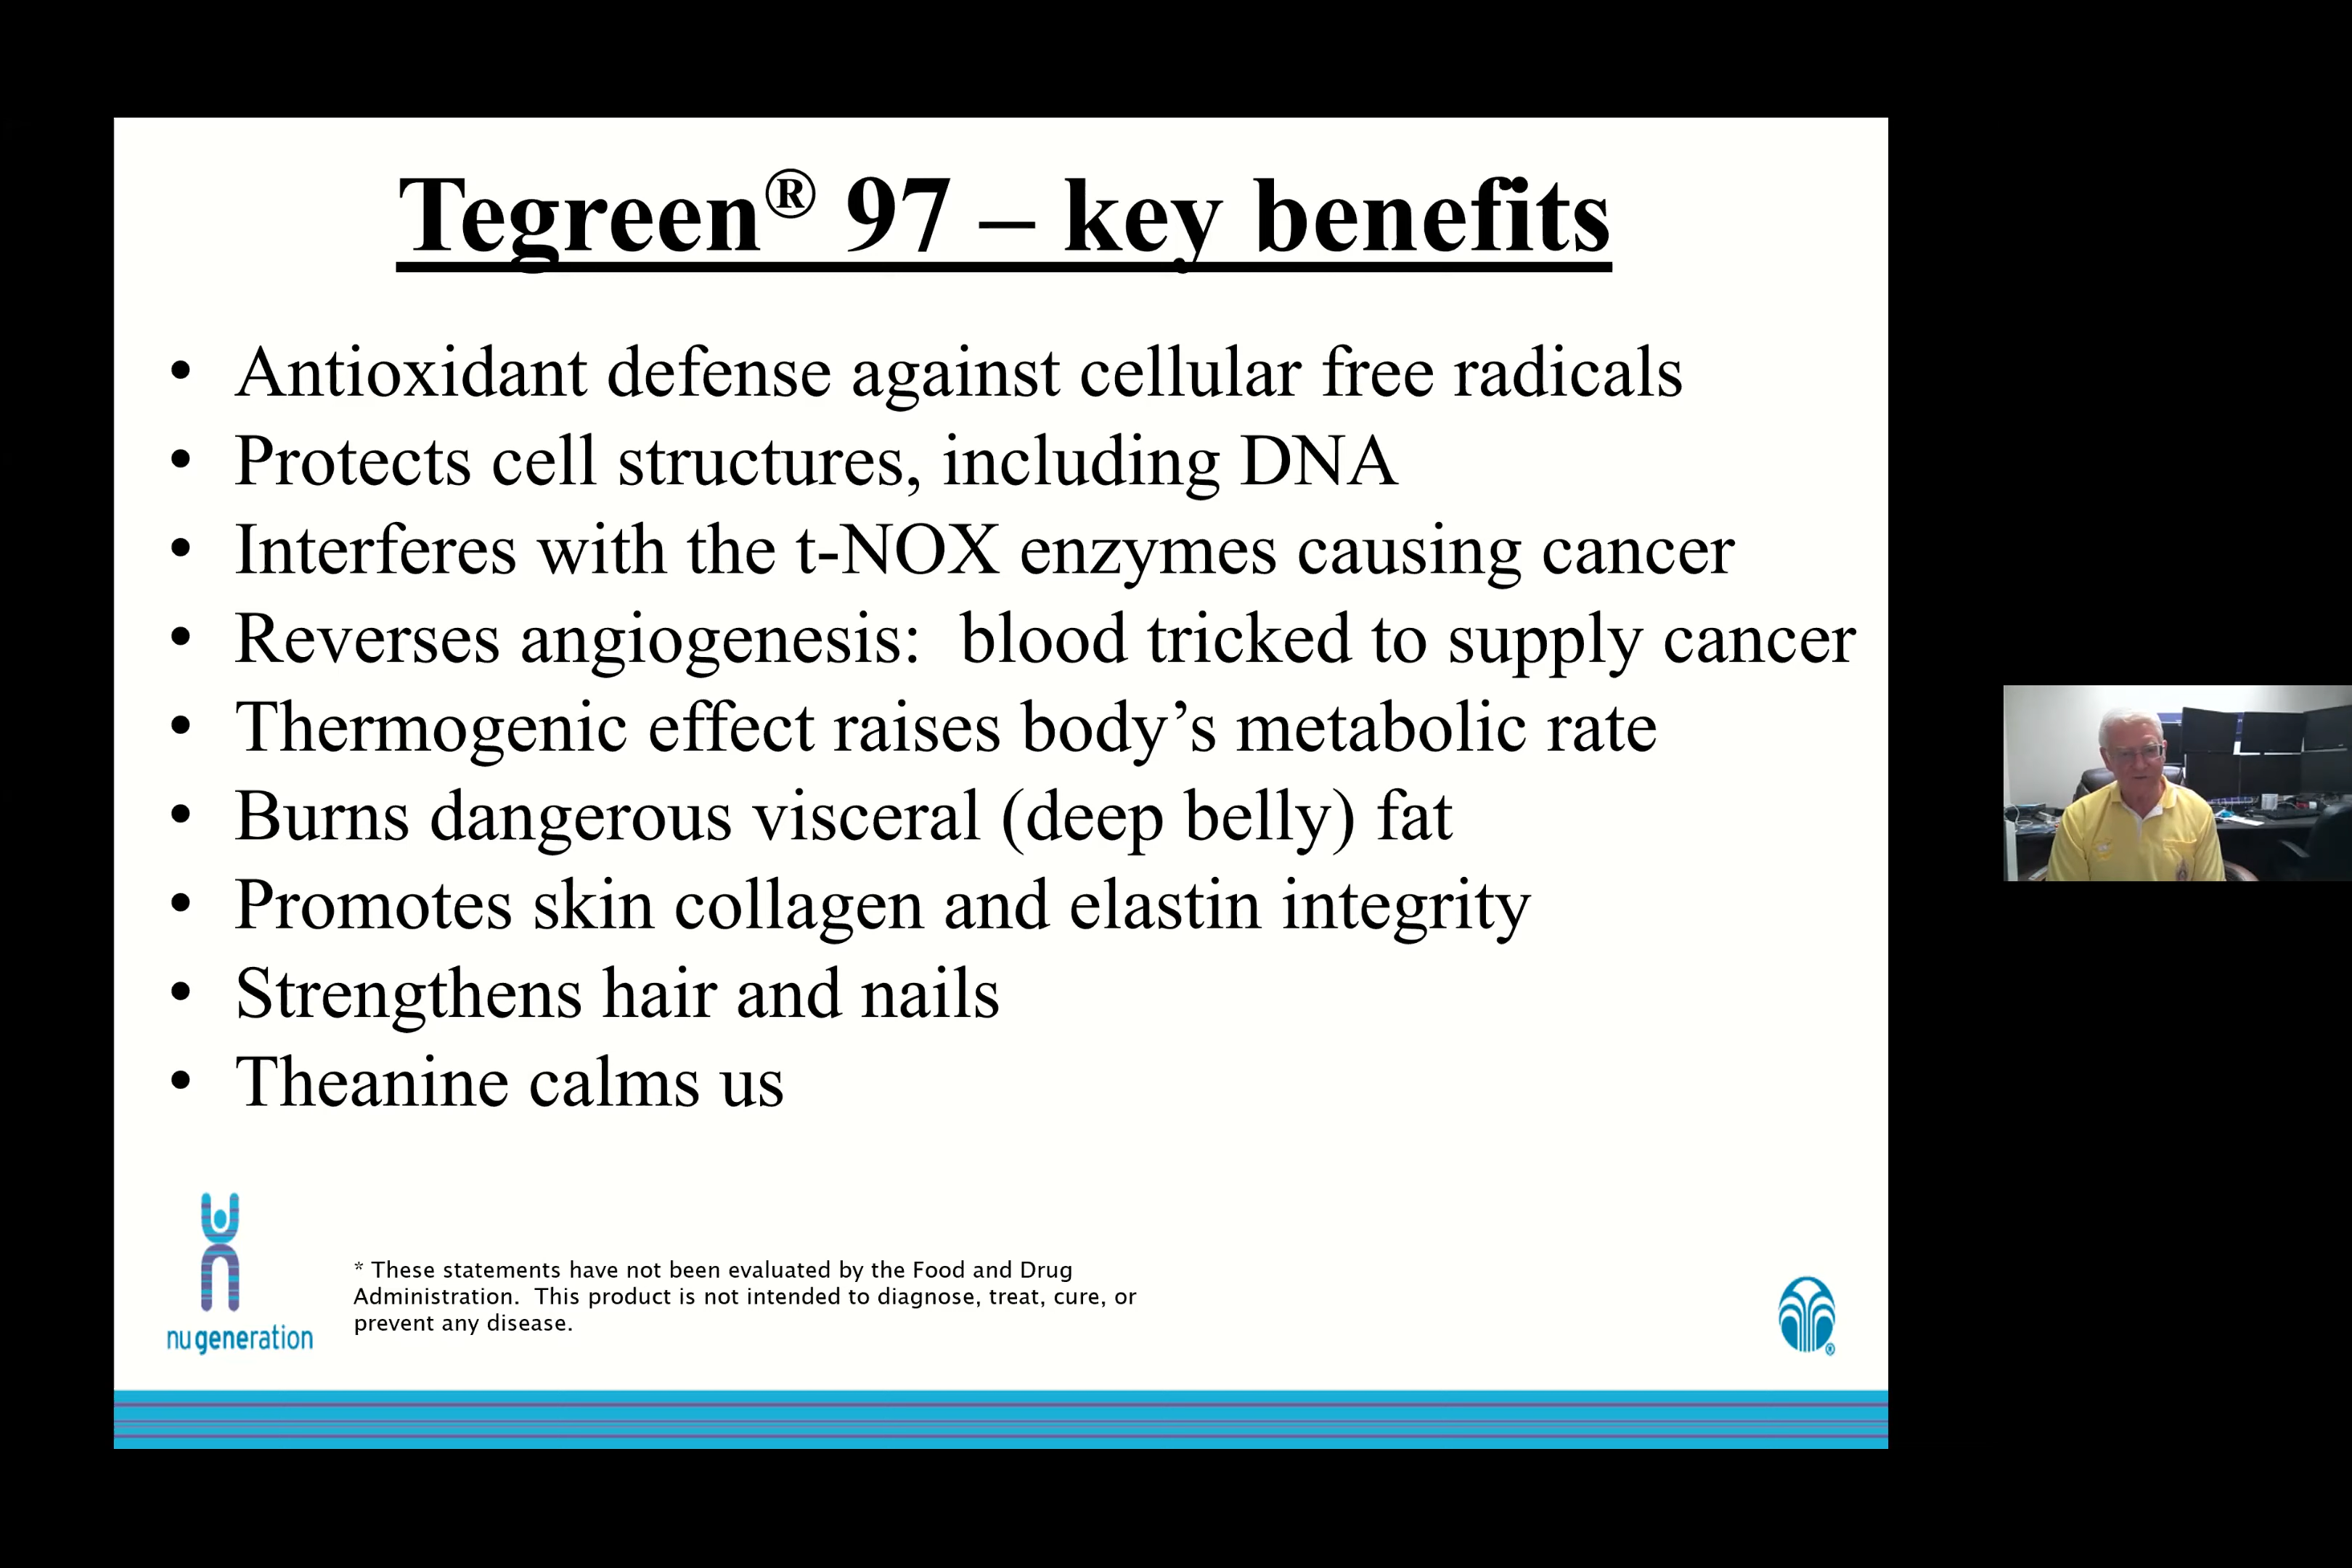 Tegreen® 97 – key benefits
• Antioxidant defense against cellular free radicals
• Protects cell structures, including DNA
• Interferes with the t-NOX enzymes causing cancer
• Reverses angiogenesis:  blood tricked to supply cancer
• Thermogenic effect raises body’s metabolic rate
• Burns dangerous visceral (deep belly) fat
• Promotes skin collagen and elastin integrity
• Strengthens hair and nails
• Theanine calms us
* These statements have not been evaluated by the Food and Drug
Administration.  This product is not intended to diagnose, treat, cure, or
prevent any disease.
nugeneration
®